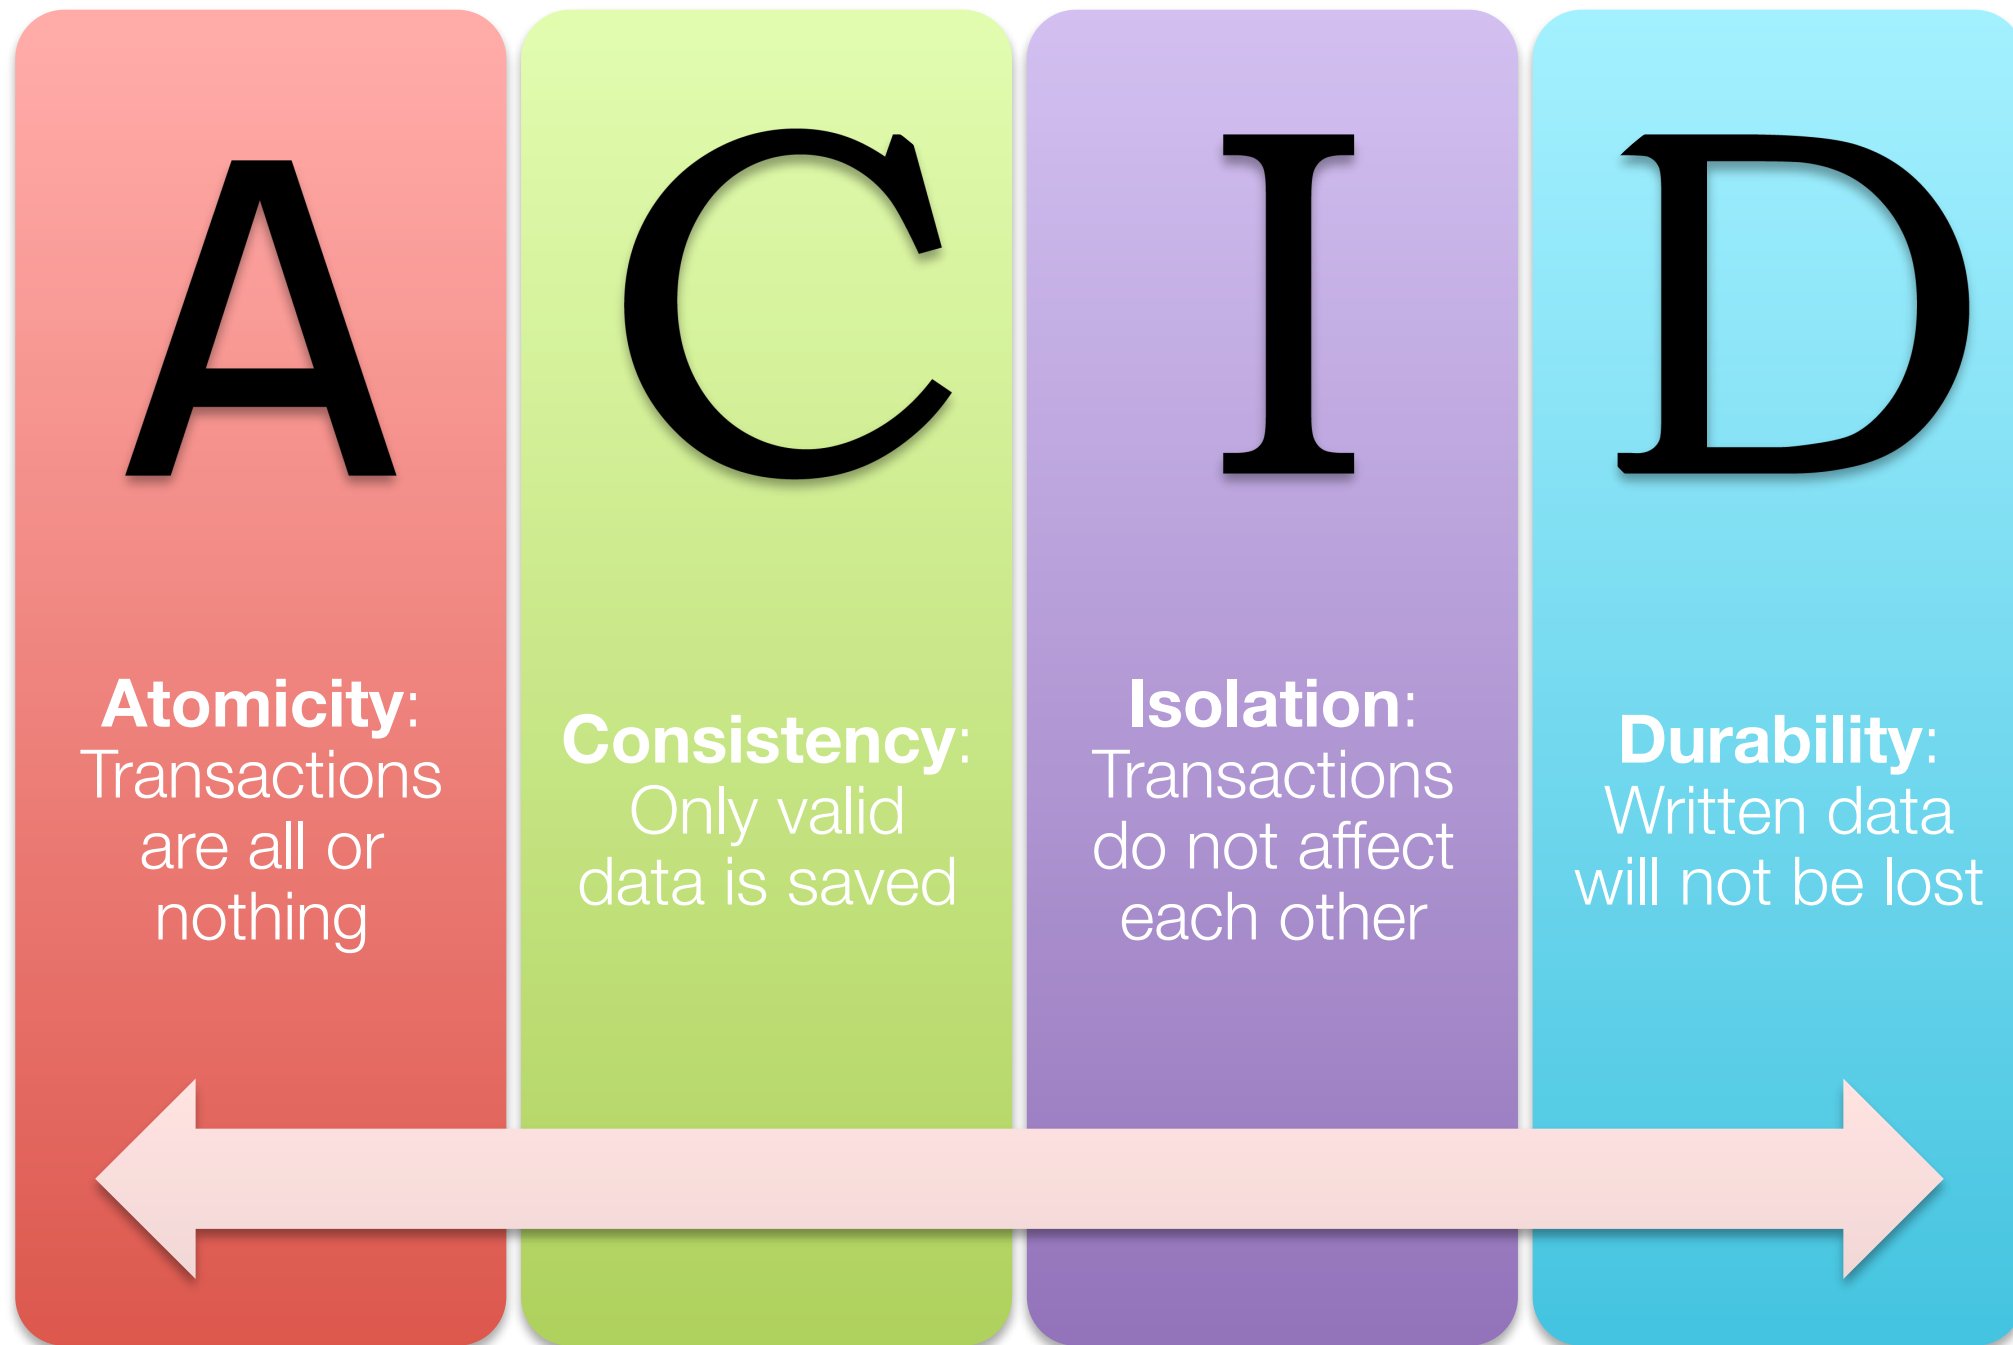 A
C
I
D
Atomicity:
Transactions
are all or
nothing
Consistency:
Only valid
data is saved
Isolation:
Transactions
do not affect
each other
Durability:
Written data
will not be lost